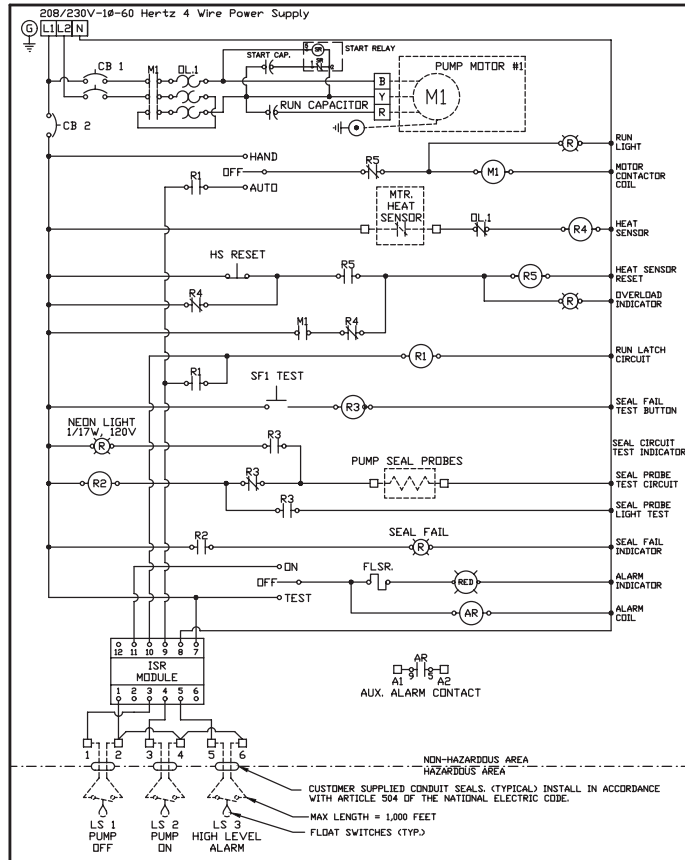 208/230V-1ø-60 Hertz 4 Wire Power Supply
G L1 L2 N
START RELAY
START CAP.
SR
SR
CB 1
M1
OL.1
PUMP MOTOR #1
B
Y
R
M1
RUN CAPACITOR
CB 2
HAND
OFF
AUTO
R1
R5
R
RUN
LIGHT
M1
MOTOR
CONTACTOR
COIL
MTR.
HEAT
SENSOR
OL.1
R4
HEAT
SENSOR
HS RESET
R5
R5
HEAT SENSOR
RESET
R4
R
OVERLOAD
INDICATOR
M1
R4
R1
RUN LATCH
CIRCUIT
R1
SF1 TEST
R3
SEAL FAIL
TEST BUTTON
NEON LIGHT
1/17W, 120V
R
R3
SEAL CIRCUIT
TEST INDICATOR
R2
R3
PUMP SEAL PROBES
SEAL PROBE
TEST CIRCUIT
R3
SEAL PROBE
LIGHT TEST
R2
SEAL FAIL
R
SEAL FAIL
INDICATOR
ON
OFF
TEST
FLSR.
RED
ALARM
INDICATOR
AR
ALARM
COIL
12 11 10 9 8 7
ISR
MODULE
1 2 3 4 5 6
AR
A1 9 5 A2
AUX. ALARM CONTACT
1 2 3 4 5 6
NON-HAZARDOUS AREA
HAZARDOUS AREA
CUSTOMER SUPPLIED CONDUIT SEALS. (TYPICAL) INSTALL IN ACCORDANCE
WITH ARTICLE 504 OF THE NATIONAL ELECTRIC CODE.
MAX LENGTH = 1,000 FEET
FLOAT SWITCHES (TYP.)
LS 1
PUMP
OFF
LS 2
PUMP
ON
LS 3
HIGH LEVEL
ALARM